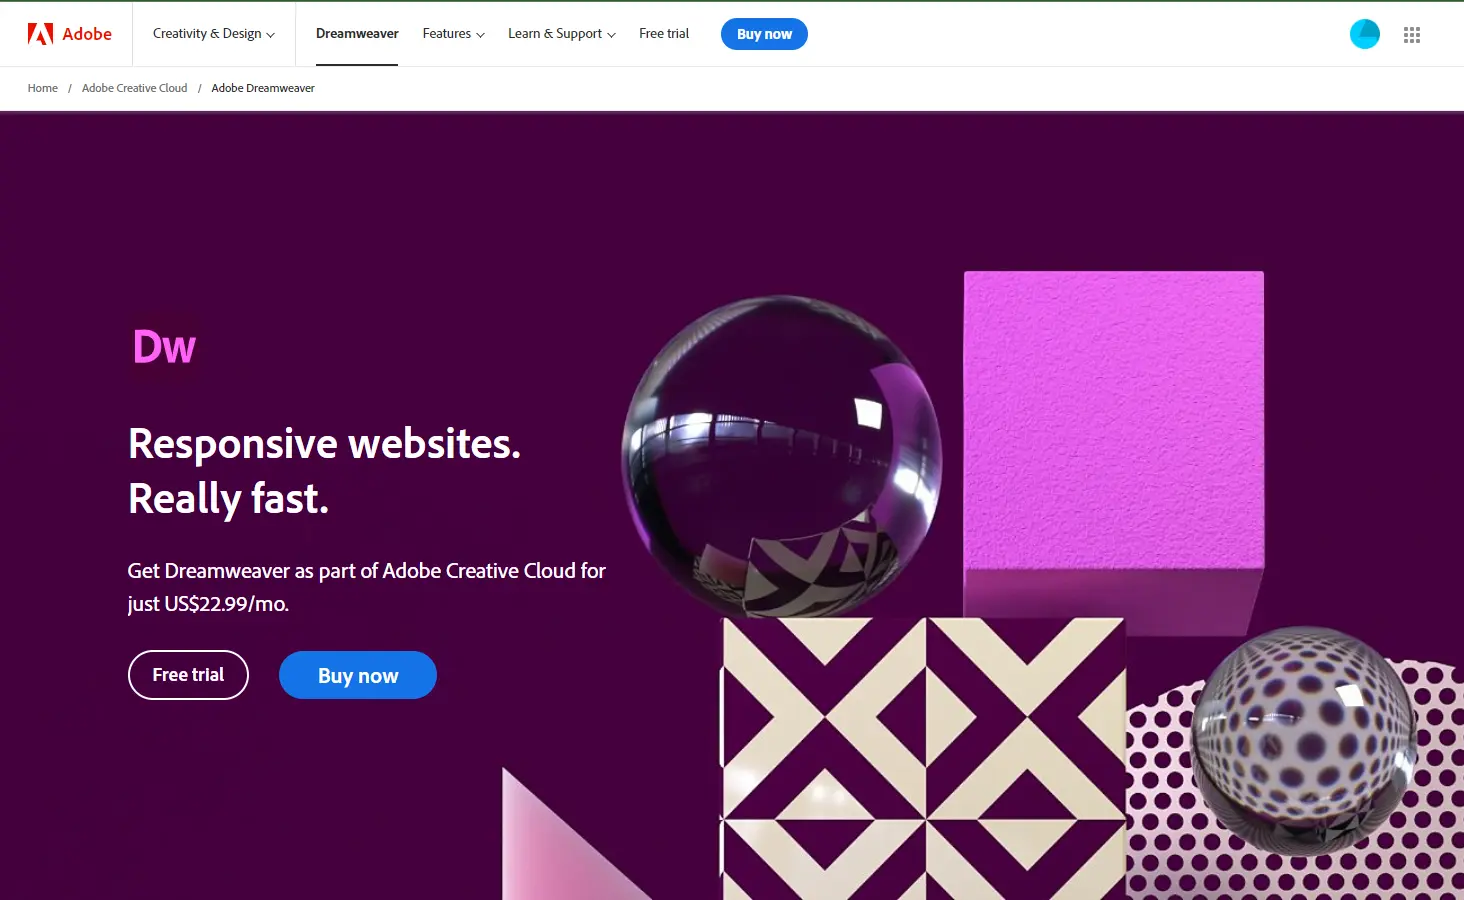 Adobe
Creativity & Design
Dreamweaver
Features
Learn & Support
Free trial
Buy now
Home / Adobe Creative Cloud / Adobe Dreamweaver
Dw
Responsive websites.
Really fast.
Get Dreamweaver as part of Adobe Creative Cloud for
just US$22.99/mo.
Free trial
Buy now